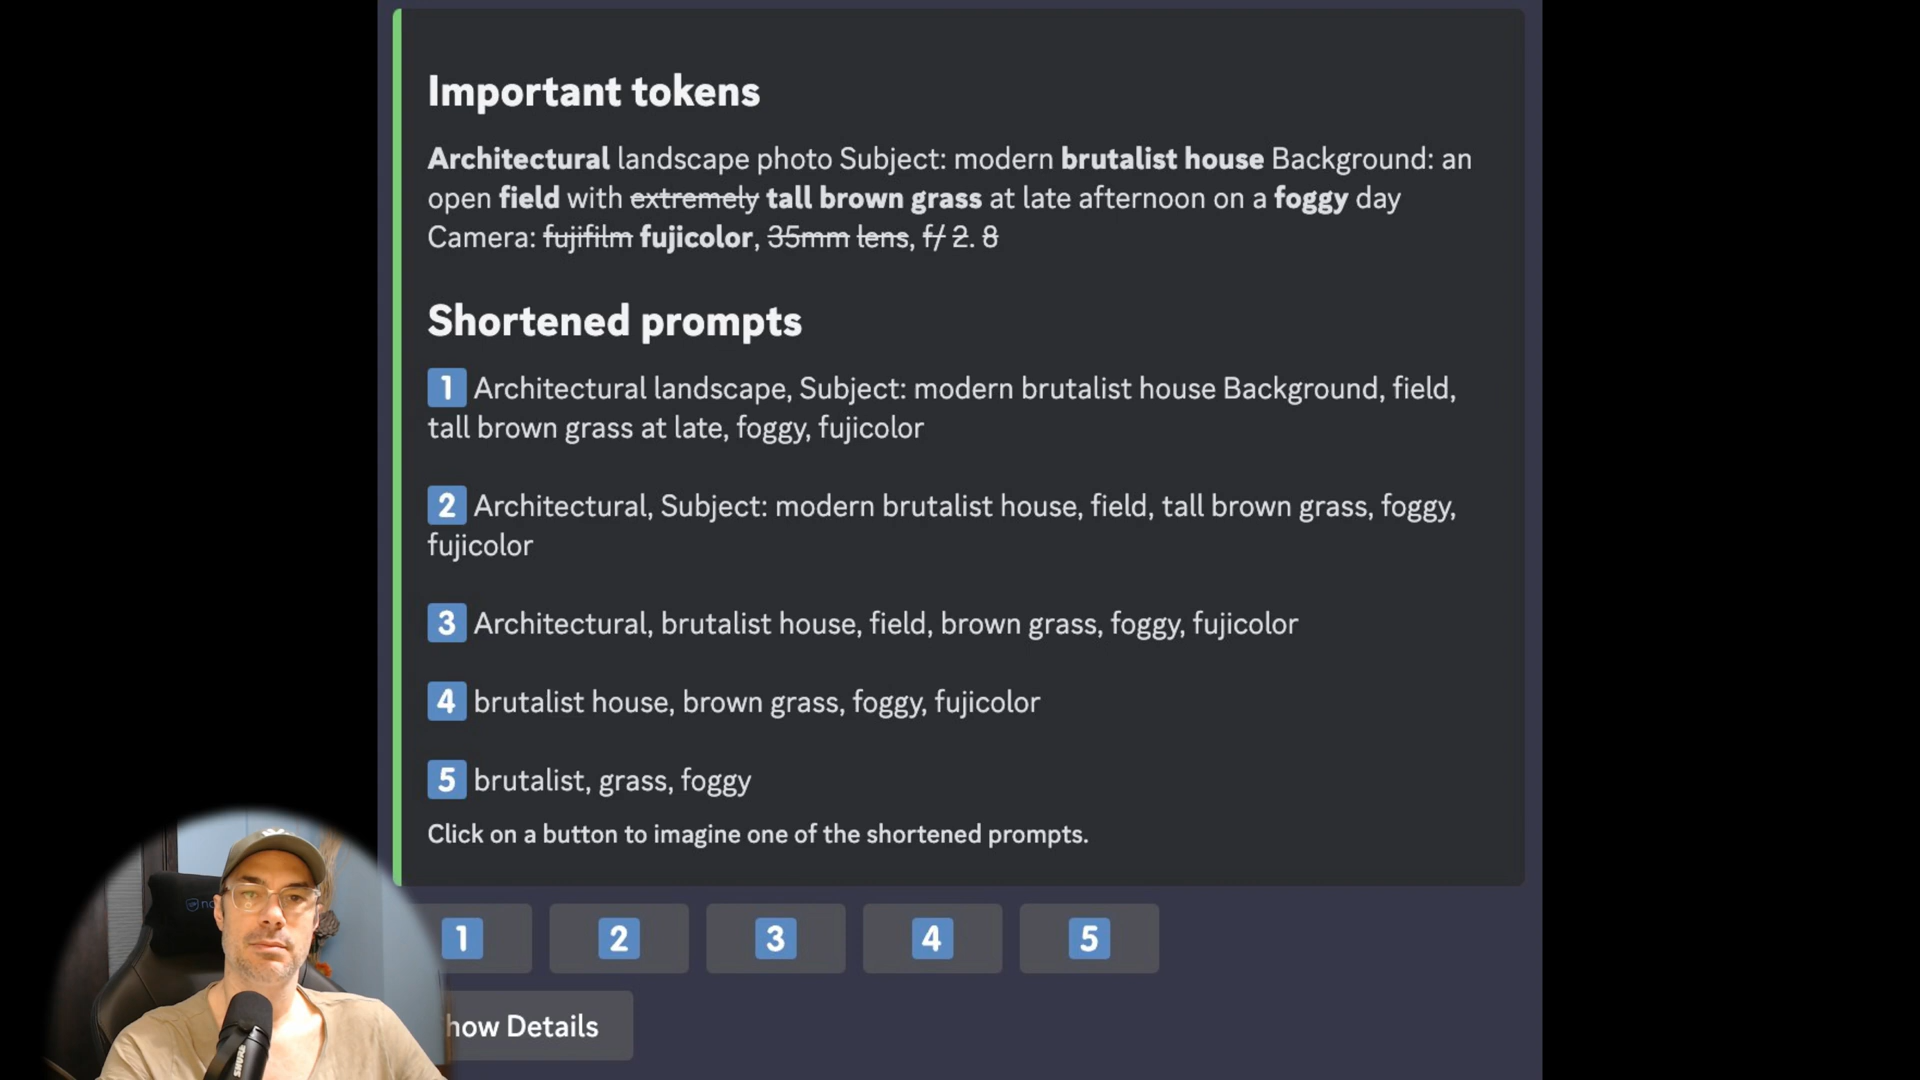 Important tokens
Architectural landscape photo Subject: modern brutalist house Background: an
open field with extremely tall brown grass at late afternoon on a foggy day
Camera: fujifilm fujicolor, 35mm lens, f/ 2. 8
Shortened prompts
1 Architectural landscape, Subject: modern brutalist house Background, field,
tall brown grass at late, foggy, fujicolor
2 Architectural, Subject: modern brutalist house, field, tall brown grass, foggy,
fujicolor
3 Architectural, brutalist house, field, brown grass, foggy, fujicolor
4 brutalist house, brown grass, foggy, fujicolor
5 brutalist, grass, foggy
Click on a button to imagine one of the shortened prompts.
1 2 3 4 5
how Details
SHURE